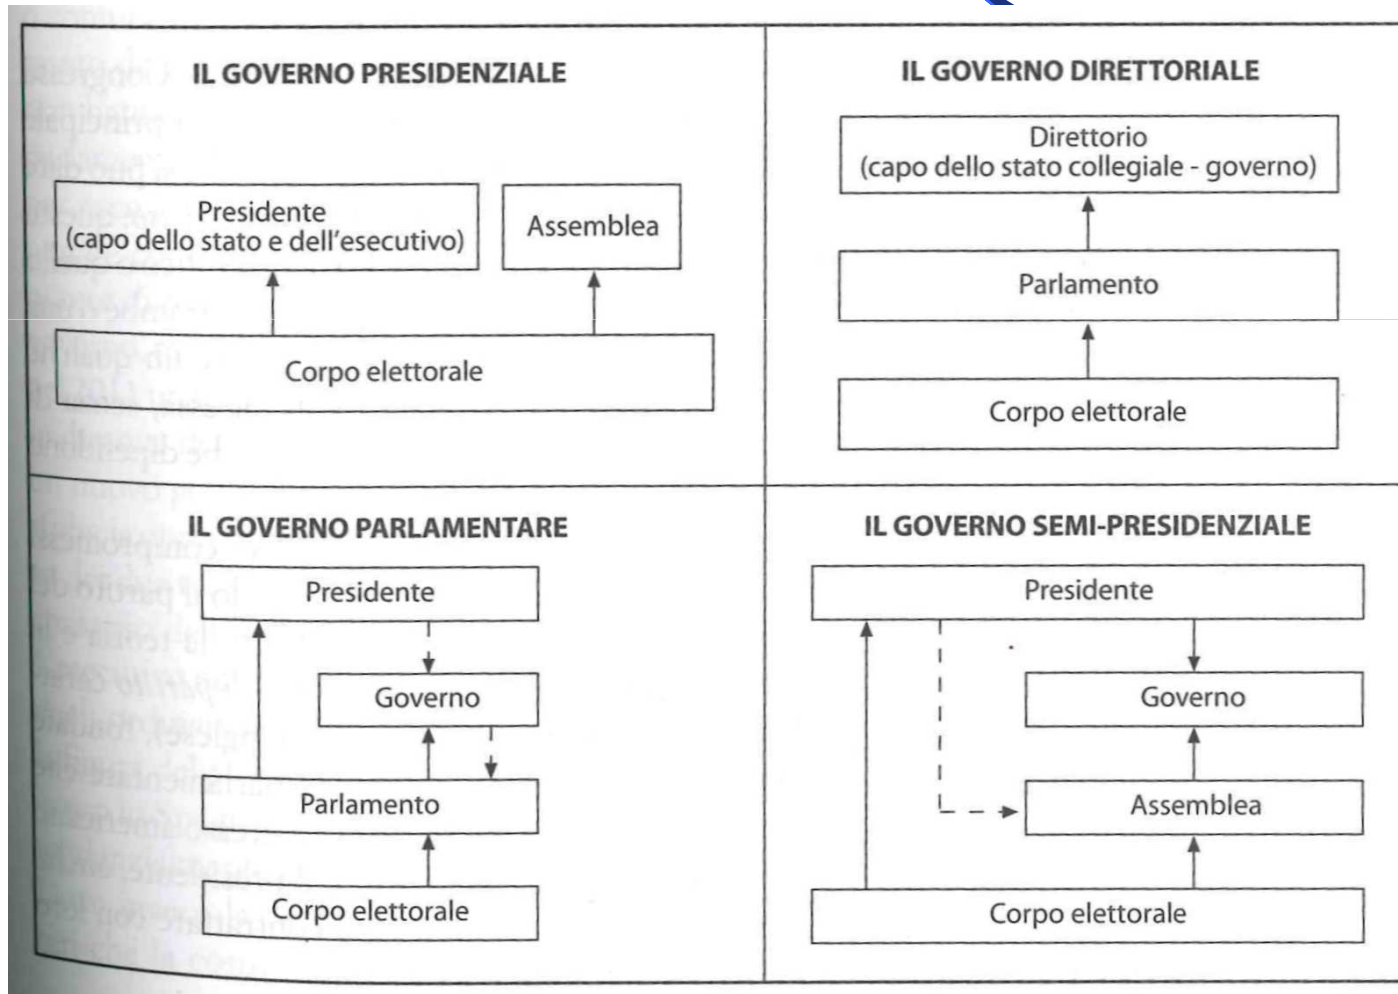 IL GOVERNO PRESIDENZIALE
Presidente
(capo dello stato e dell'esecutivo)
Assemblea
Corpo elettorale
IL GOVERNO DIRETTORIALE
Direttorio
(capo dello stato collegiale - governo)
Parlamento
Corpo elettorale
IL GOVERNO PARLAMENTARE
Presidente
Governo
Parlamento
Corpo elettorale
IL GOVERNO SEMI-PRESIDENZIALE
Presidente
Governo
Assemblea
Corpo elettorale